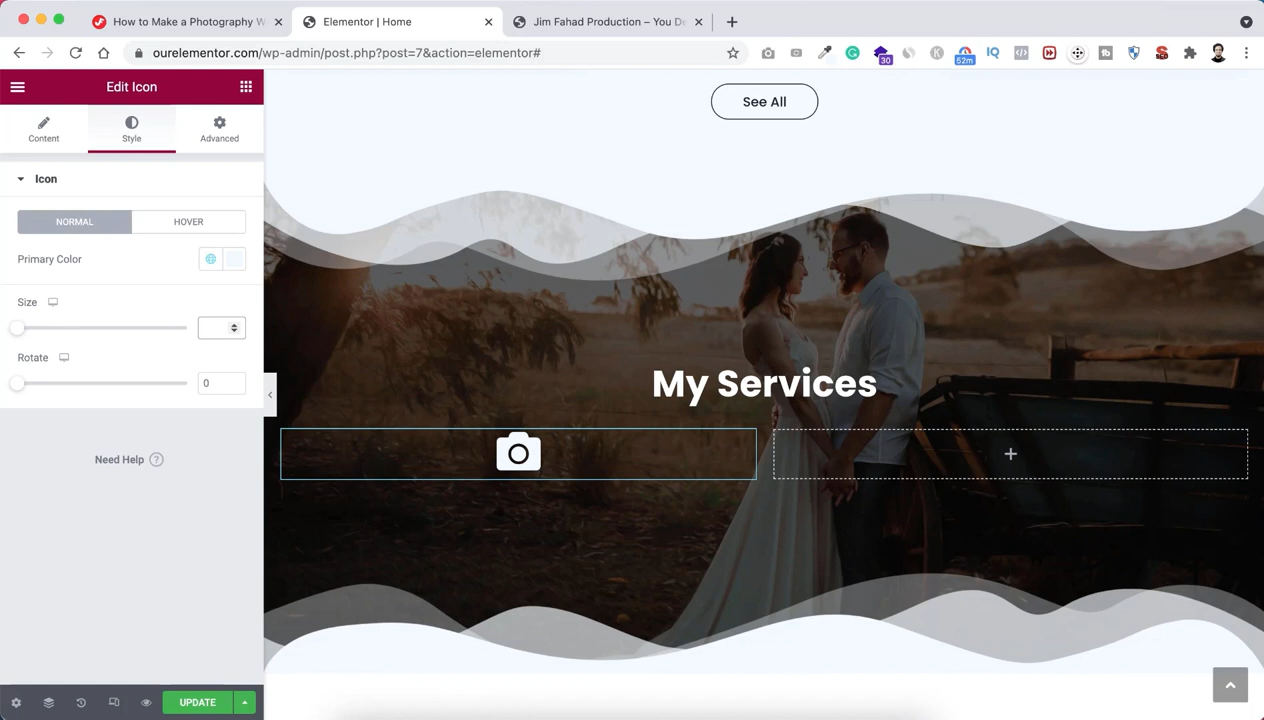 How to Make a Photography W
Elementor | Home
Jim Fahad Production – You De
ourelementor.com/wp-admin/post.php?post=7&action=elementor#
30
52m
IQ
Edit Icon
Content
Style
Advanced
Icon
NORMAL
HOVER
Primary Color
Size
Rotate
0
Need Help ?
UPDATE
See All
My Services